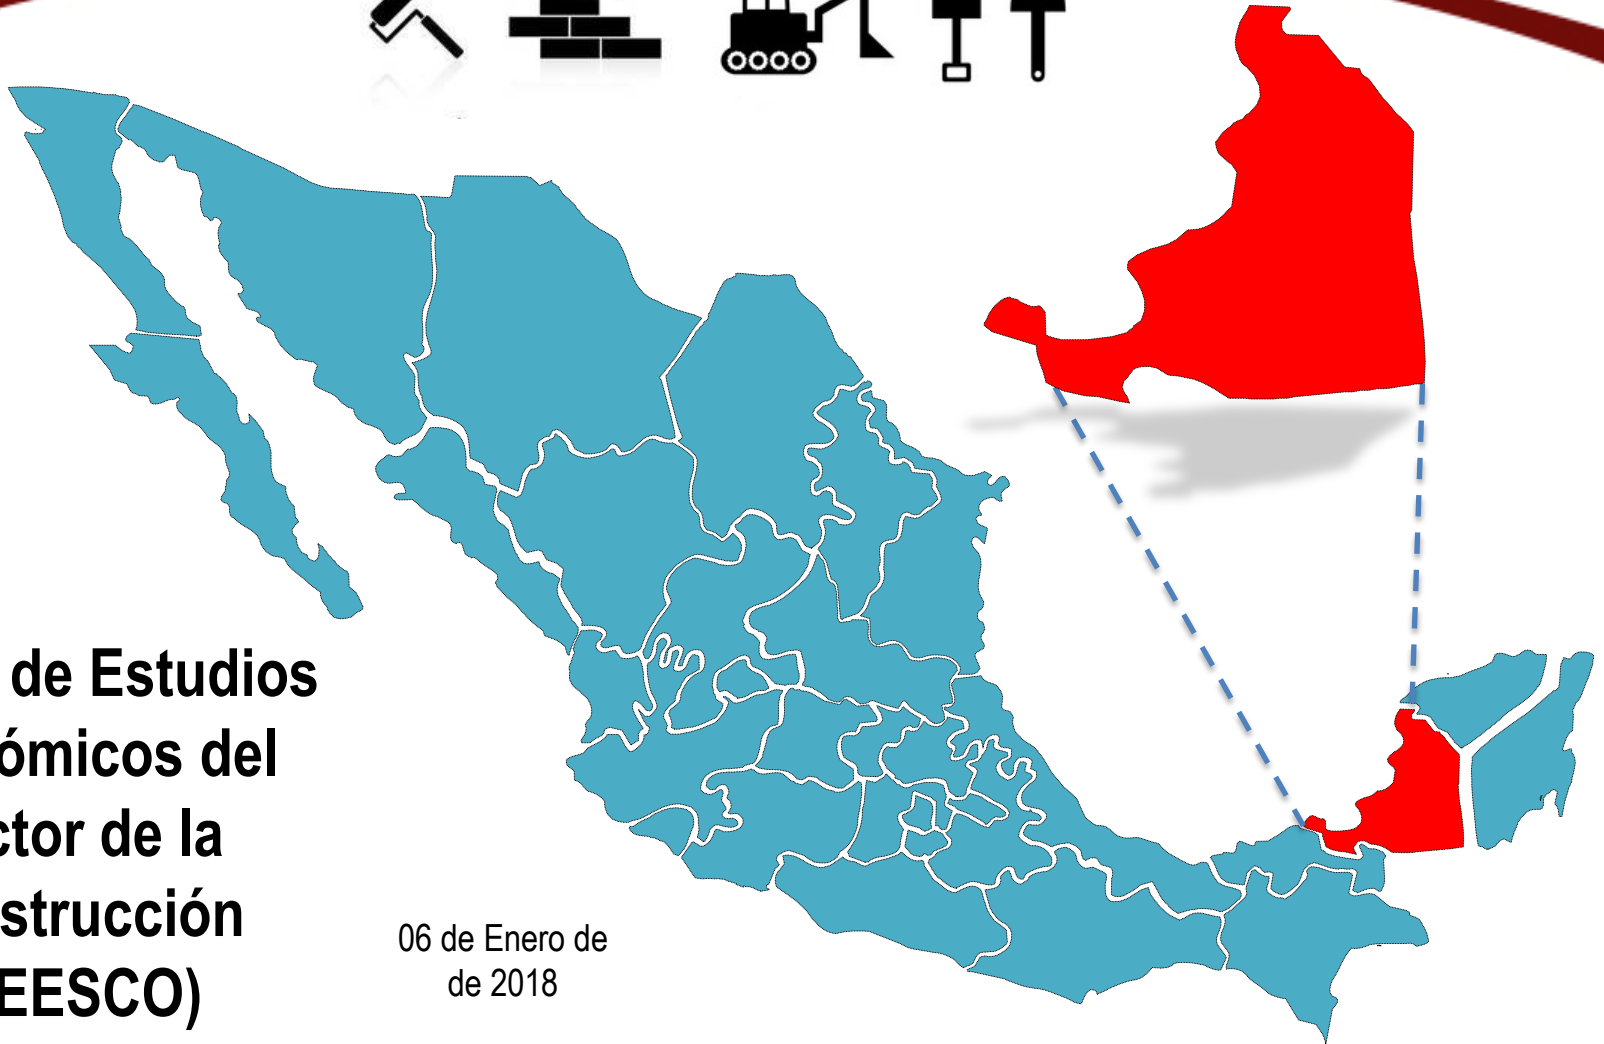 de Estudios
ómicos del
ctor de la
strucción
EESCO)
06 de Enero de
de 2018